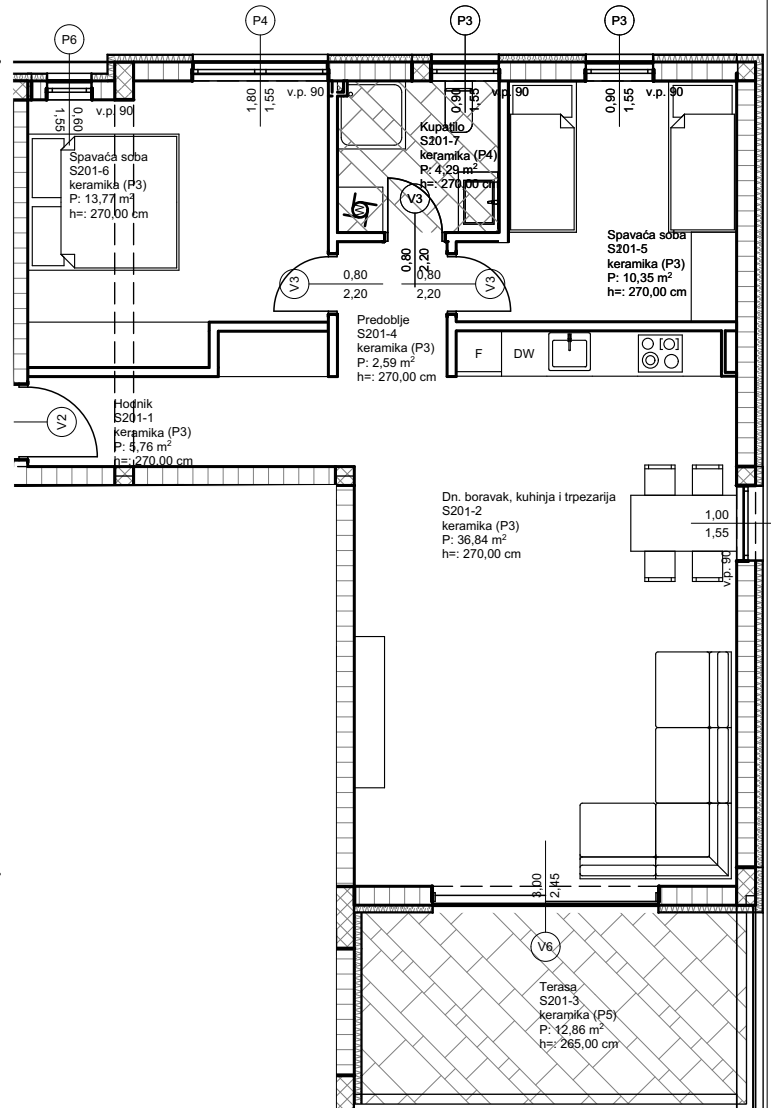 P6
P4
P3
P3
1,80
1,55
v.p. 90
0,90
1,55
v.p. 90
0,90
1,55
v.p. 90
0,60
1,55
v.p. 90
Spavaća soba
S201-6
keramika (P3)
P: 13,77 m²
h=: 270,00 cm
Kupatilo
S201-7
keramika (P4)
P: 4,29 m²
h=: 270,00 cm
V3
0,80
2,20
Spavaća soba
S201-5
keramika (P3)
P: 10,35 m²
h=: 270,00 cm
V3
0,80
2,20
0,80
2,20
V3
Predoblje
S201-4
keramika (P3)
P: 2,59 m²
h=: 270,00 cm
F
DW
V2
Hodnik
S201-1
keramika (P3)
P: 5,76 m²
h=: 270,00 cm
Dn. boravak, kuhinja i trpezarija
S201-2
keramika (P3)
P: 36,84 m²
h=: 270,00 cm
1,00
1,55
v.p. 90
3,00
2,45
V6
Terasa
S201-3
keramika (P5)
P: 12,86 m²
h=: 265,00 cm